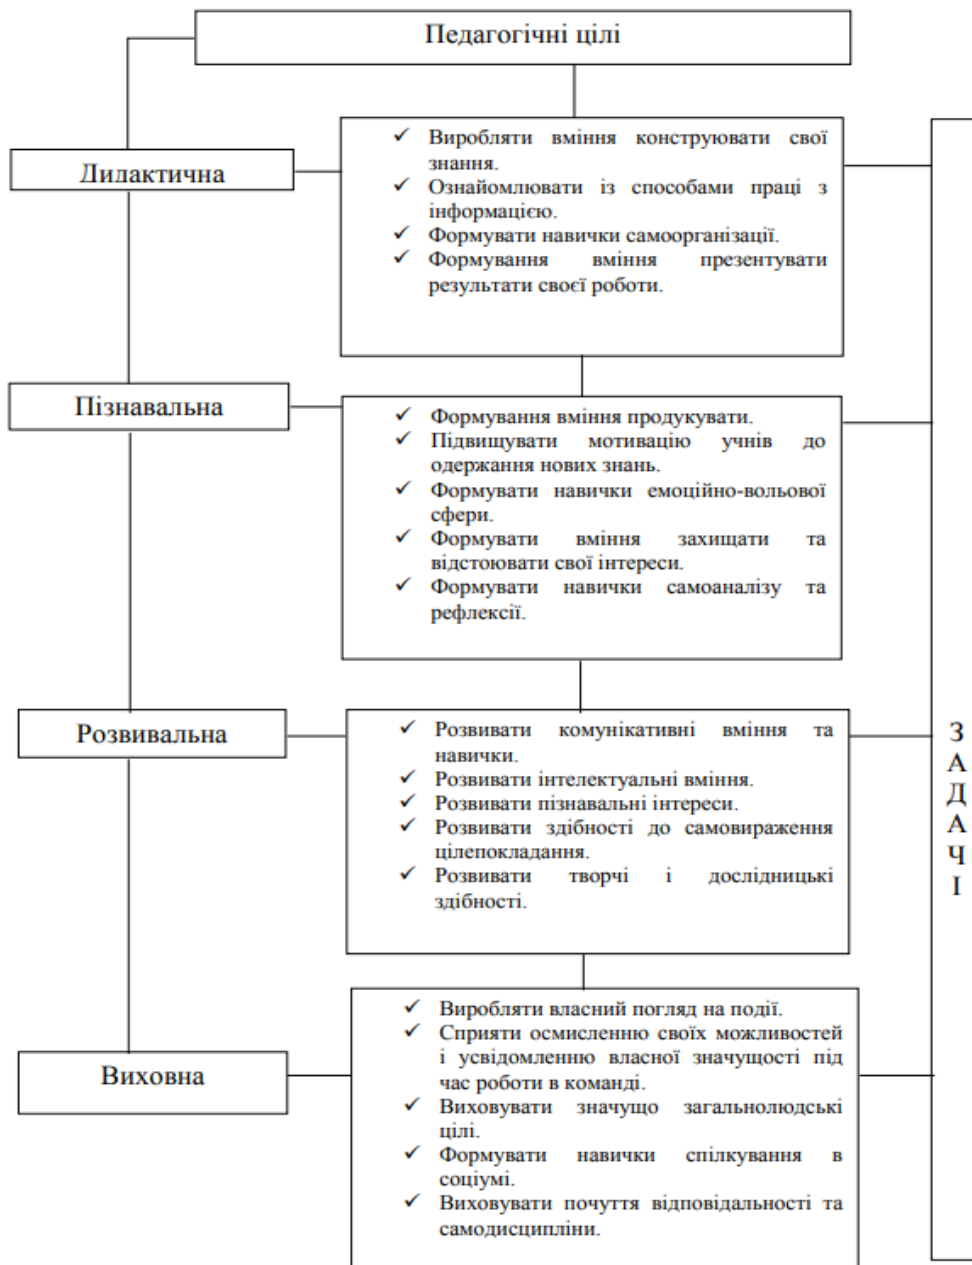 Педагогічні цілі
Дидактична
✓ Виробляти вміння конструювати свої
знання.
✓ Ознайомлювати із способами праці з
інформацією.
✓ Формувати навички самоорганізації.
✓ Формування вміння презентувати
результати своєї роботи.
Пізнавальна
✓ Формування вміння продукувати.
✓ Підвищувати мотивацію учнів до
одержання нових знань.
✓ Формувати навички емоційно-вольової
сфери.
✓ Формувати вміння захищати та
відстоювати свої інтереси.
✓ Формувати навички самоаналізу та
рефлексії.
Розвивальна
✓ Розвивати комунікативні вміння та
навички.
✓ Розвивати інтелектуальні вміння.
✓ Розвивати пізнавальні інтереси.
✓ Розвивати здібності до самовираження
цілепокладання.
✓ Розвивати творчі і дослідницькі
здібності.
Виховна
✓ Виробляти власний погляд на події.
✓ Сприяти осмисленню своїх можливостей
і усвідомленню власної значущості під
час роботи в команді.
✓ Виховувати значущо загальнолюдські
цілі.
✓ Формувати навички спілкування в
соціумі.
✓ Виховувати почуття відповідальності та
самодисципліни.
З
А
Д
А
Ч
І